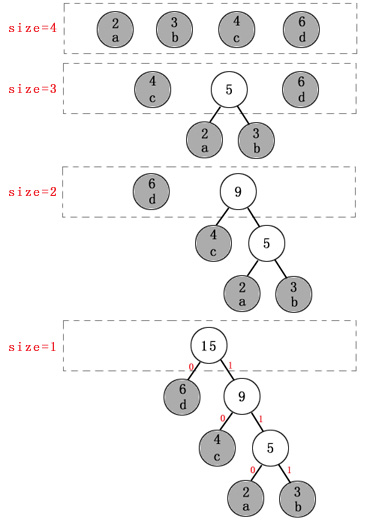 size=4
2 3 4 6
a b c d
size=3
4 5 6
c d
2 3
a b
size=2
6 9
d
4 5
c
2 3
a b
size=1
15
0 1
6 9
d
0 1
4 5
c
0 1
2 3
a b